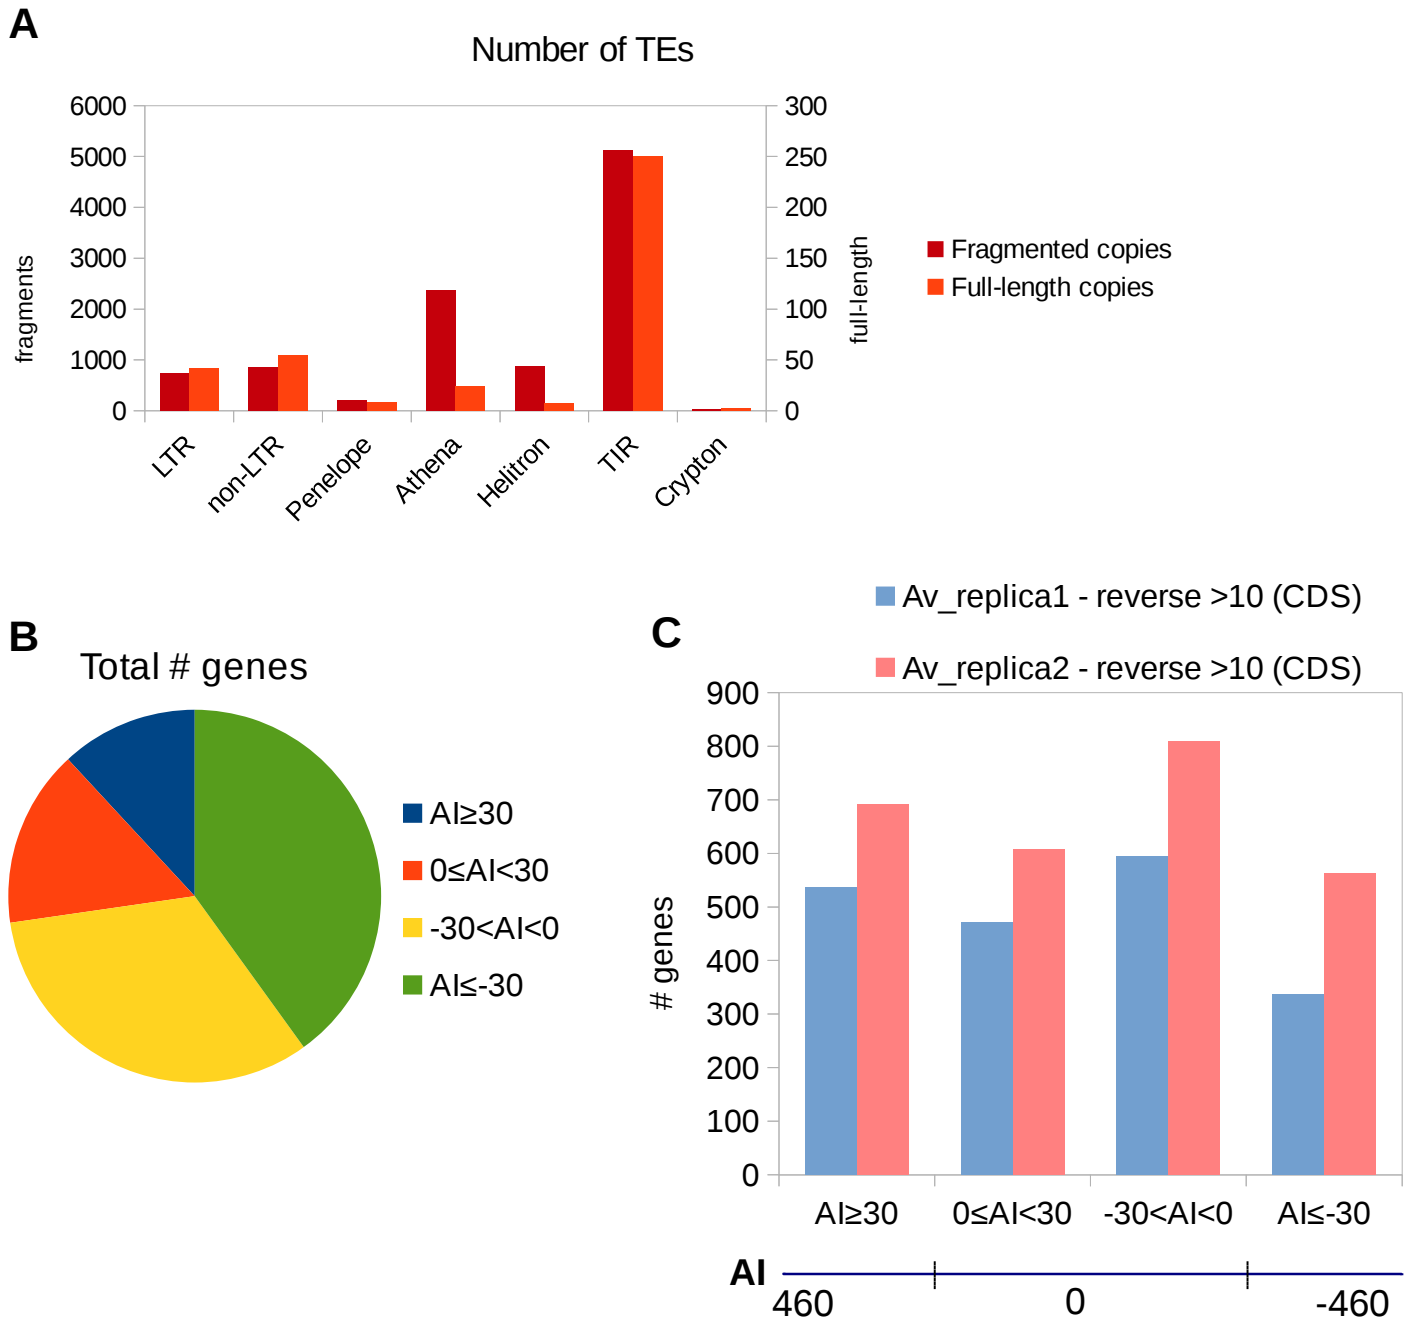 A
Number of TEs
6000
5000
4000
3000
2000
1000
0
fragments
300
250
200
150
100
50
0
full-length
Fragmented copies
Full-length copies
LTR
non-LTR
Penelope
Athena
Helitron
TIR
Crypton
B
Total # genes
AI≥30
0≤AI<30
-30<AI<0
AI≤-30
C
Av_replica1 - reverse >10 (CDS)
Av_replica2 - reverse >10 (CDS)
900
800
700
600
500
400
300
200
100
0
# genes
AI≥30 0≤AI<30 -30<AI<0 AI≤-30
AI
460 0 -460